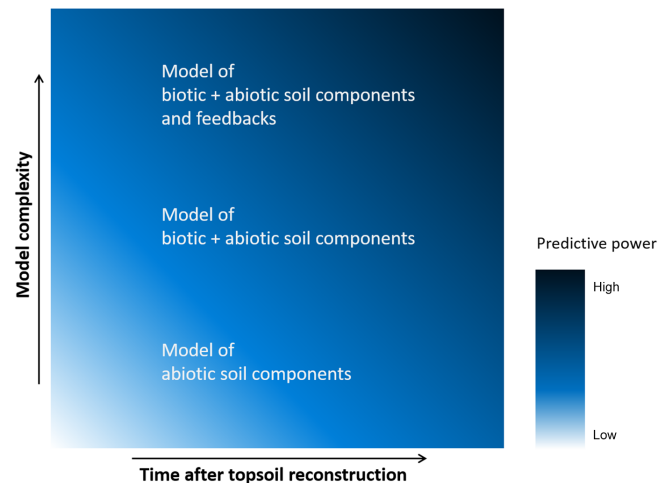 Model of
biotic + abiotic soil components
and feedbacks
Model complexity
Model of
biotic + abiotic soil components
Predictive power
High
Model of
abiotic soil components
Low
Time after topsoil reconstruction